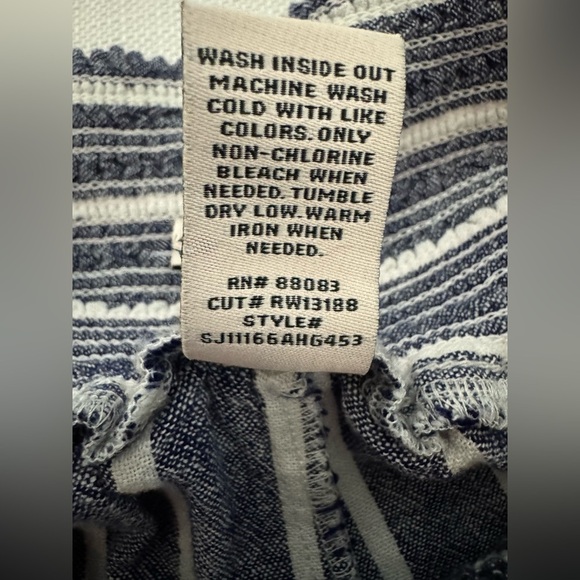 WASH INSIDE OUT
MACHINE WASH
COLD WITH LIKE
COLORS. ONLY
NON-CHLORINE
BLEACH WHEN
NEEDED. TUMBLE
DRY LOW. WARM
IRON WHEN
NEEDED.
RN# 88083
CUT# RW13188
STYLE#
SJ11166AHG453